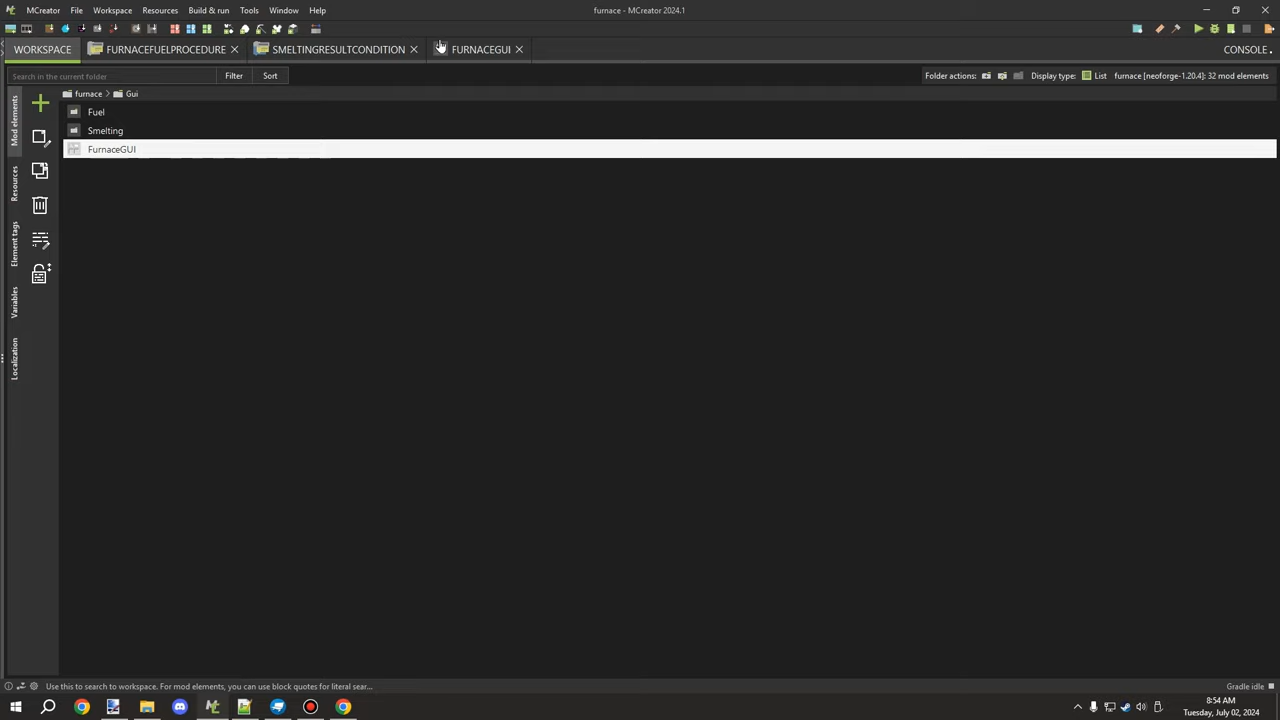 MCreator File Workspace Resources Build & run Tools Window Help furnace - MCreator 2024.1
WORKSPACE FURNACEFUELPROCEDURE SMELTINGRESULTCONDITION FURNACEGUI CONSOLE
Search in the current folder Filter Sort Folder actions: Display type: List furnace [neoforge-1.20.4]: 32 mod elements
furnace > Gui
Fuel
Smelting
FurnaceGUI
Mod elements
Resources
Element tags
Variables
Localization
Use this to search to workspace. For mod elements, you can use block quotes for literal sear... Gradle idle
8:54 AM
Tuesday, July 02, 2024